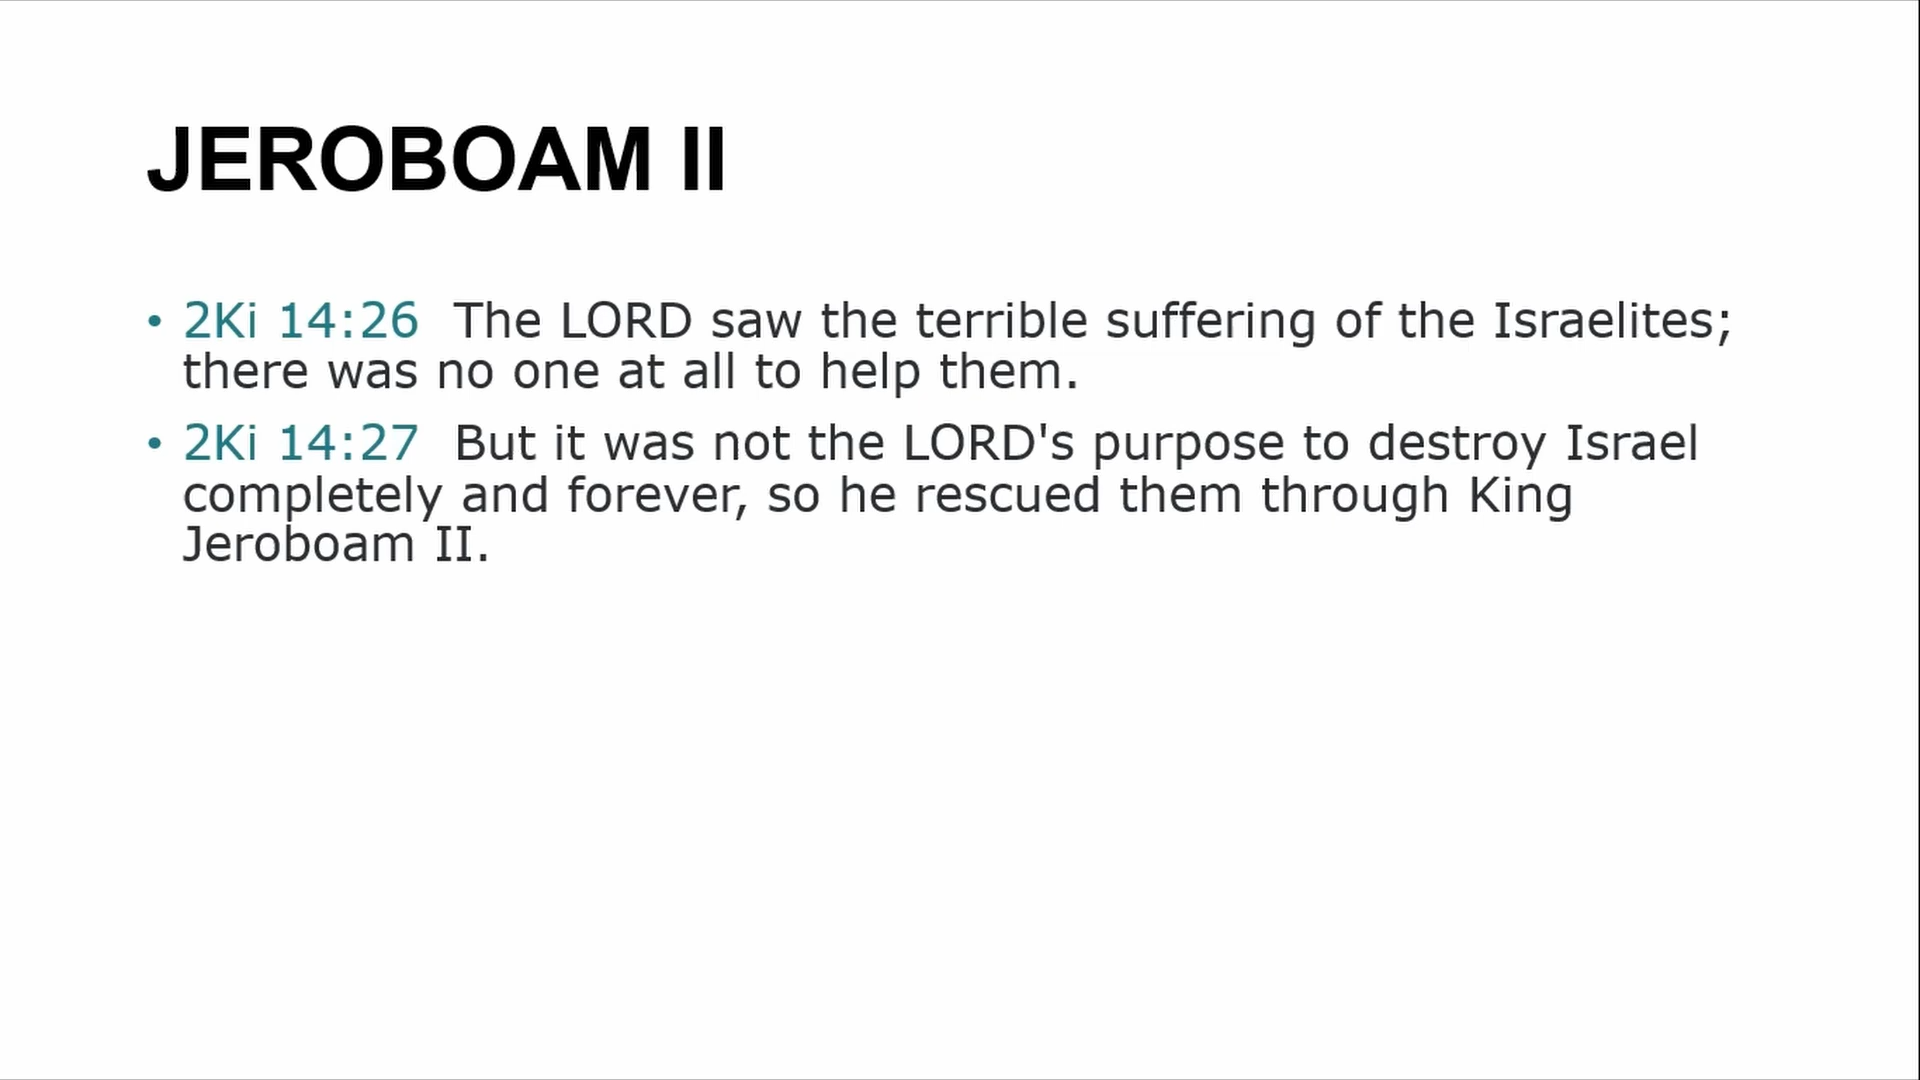 JEROBOAM II
• 2Ki 14:26  The LORD saw the terrible suffering of the Israelites;
there was no one at all to help them.
• 2Ki 14:27  But it was not the LORD's purpose to destroy Israel
completely and forever, so he rescued them through King
Jeroboam II.